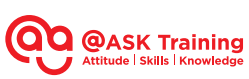 @ASK Training
Attitude | Skills | Knowledge